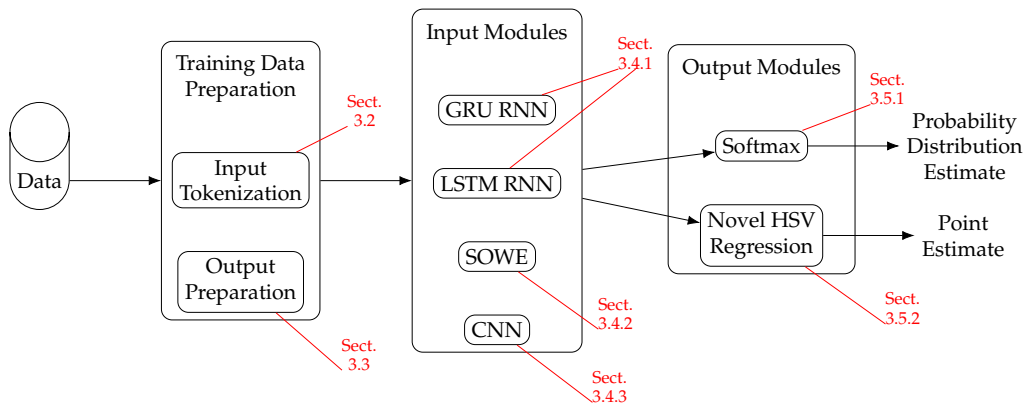 Data
Training Data
Preparation
Sect.
3.2
Input
Tokenization
Output
Preparation
Sect.
3.3
Input Modules
Sect.
3.4.1
GRU RNN
LSTM RNN
SOWE
Sect.
3.4.2
CNN
Sect.
3.4.3
Output Modules
Sect.
3.5.1
Softmax
Novel HSV
Regression
Sect.
3.5.2
Probability
Distribution
Estimate
Point
Estimate